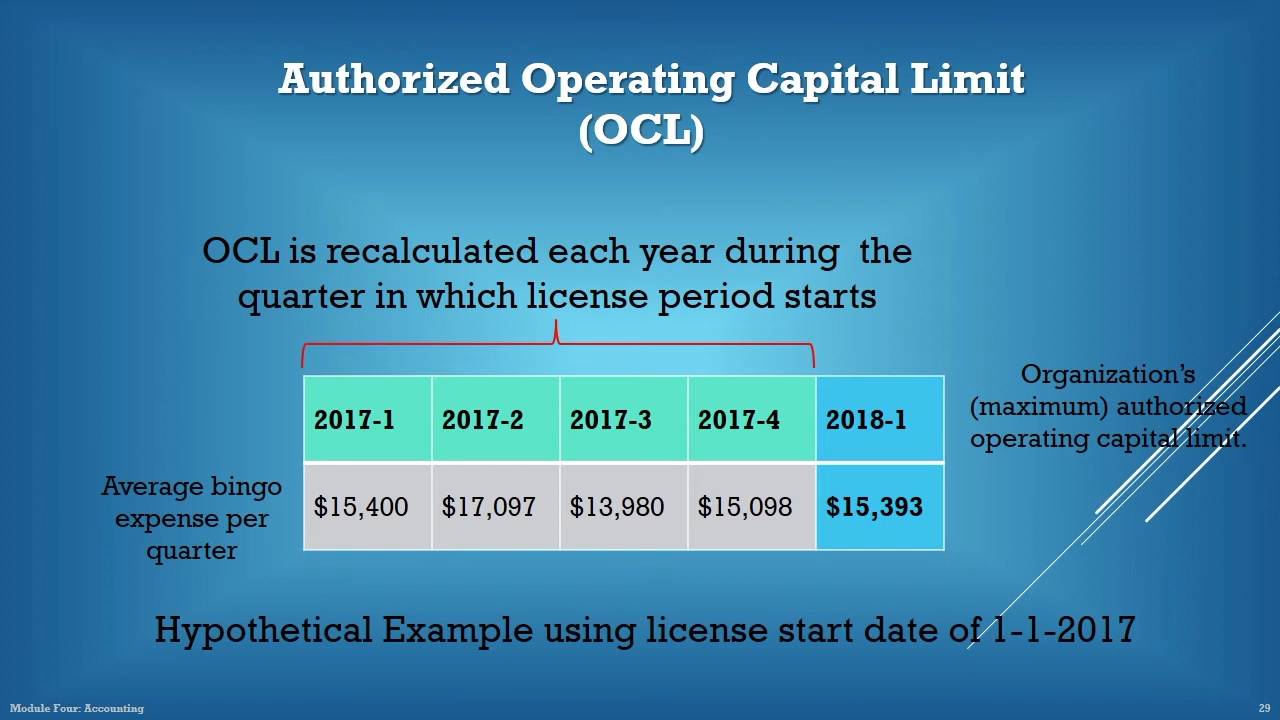 Authorized Operating Capital Limit
(OCL)
OCL is recalculated each year during  the
quarter in which license period starts
Organization’s
(maximum) authorized
operating capital limit.
2017-1 2017-2 2017-3 2017-4 2018-1
Average bingo
expense per
quarter
$15,400 $17,097 $13,980 $15,098 $15,393
Hypothetical Example using license start date of 1-1-2017
Module Four: Accounting
29